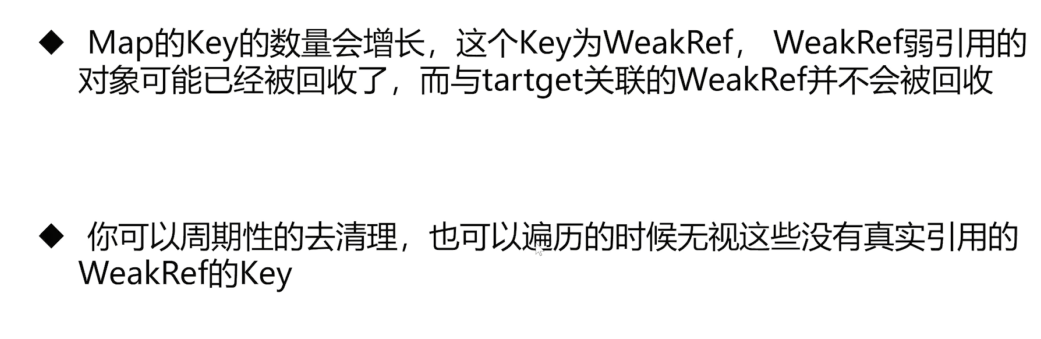 ◆ Map的Key的数量会增长，这个Key为WeakRef， WeakRef弱引用的
对象可能已经被回收了，而与tartget关联的WeakRef并不会被回收
◆ 你可以周期性的去清理，也可以遍历的时候无视这些没有真实引用的
WeakRef的Key